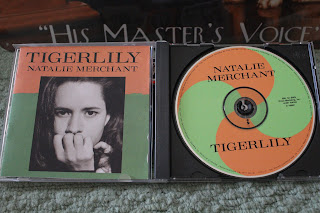 "HIS MASTER'S VOICE"
TIGERLILY
NATALIE MERCHANT
NATALIE
MERCHANT
TIGERLILY